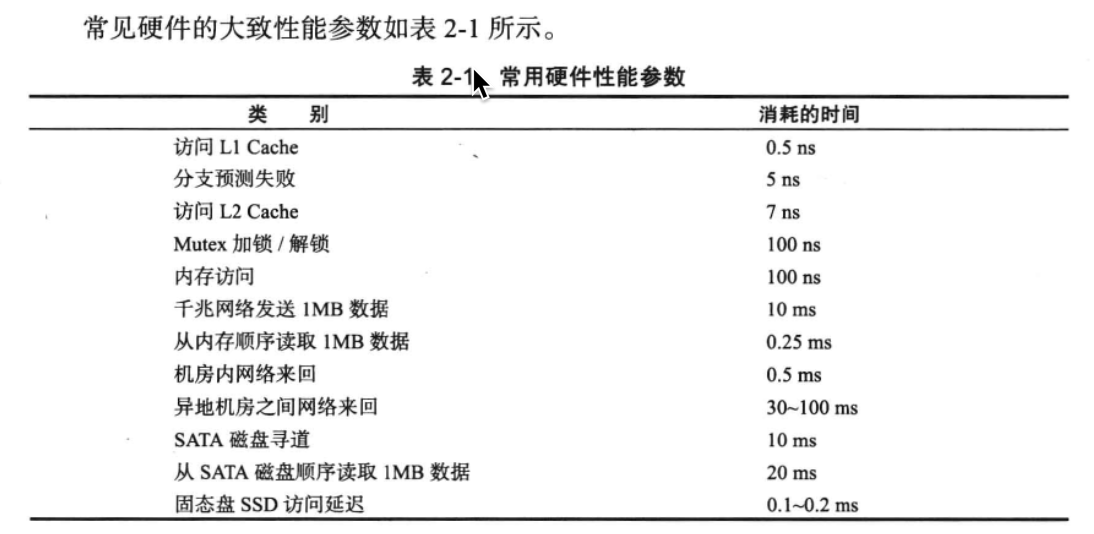 常见硬件的大致性能参数如表 2-1 所示。
表 2-1 常用硬件性能参数
类 别 消耗的时间
访问 L1 Cache 0.5 ns
分支预测失败 5 ns
访问 L2 Cache 7 ns
Mutex 加锁 / 解锁 100 ns
内存访问 100 ns
千兆网络发送 1MB 数据 10 ms
从内存顺序读取 1MB 数据 0.25 ms
机房内网络来回 0.5 ms
异地机房之间网络来回 30~100 ms
SATA 磁盘寻道 10 ms
从 SATA 磁盘顺序读取 1MB 数据 20 ms
固态盘 SSD 访问延迟 0.1~0.2 ms